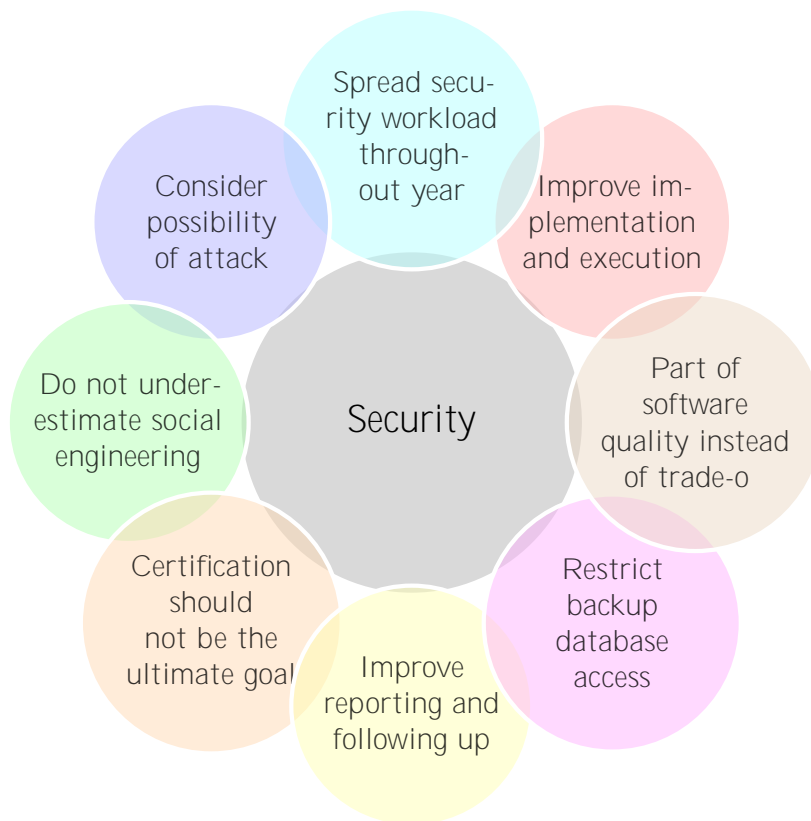 Spread secu-
rity workload
through-
out year
Improve im-
plementation
and execution
Part of
software
quality instead
of trade-o
Restrict
backup
database
access
Improve
reporting and
following up
Certification
should
not be the
ultimate goal
Do not under-
estimate social
engineering
Consider
possibility
of attack
Security